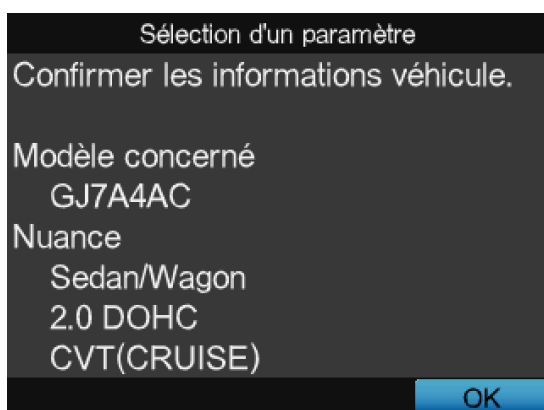 Sélection d'un paramètre
Confirmer les informations véhicule.
Modèle concerné
GJ7A4AC
Nuance
Sedan/Wagon
2.0 DOHC
CVT(CRUISE)
OK